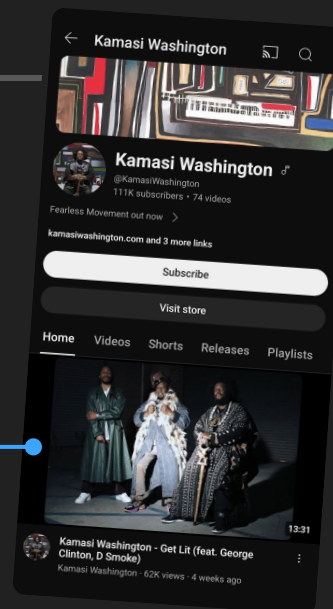 Kamasi Washington
Kamasi Washington
@KamasiWashington
111K subscribers • 74 videos
Fearless Movement out now
kamasiwashington.com and 3 more links
Subscribe
Visit store
Home Videos Shorts Releases Playlists
13:31
Kamasi Washington - Get Lit (feat. George
Clinton, D Smoke)
Kamasi Washington · 62K views · 4 weeks ago